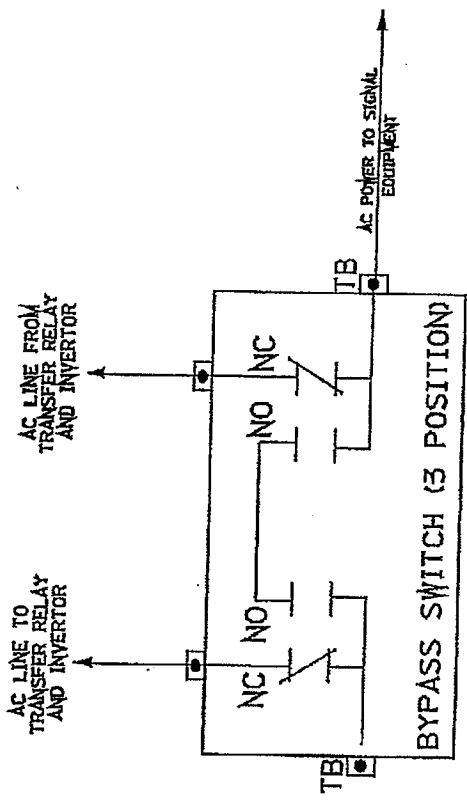 AC LINE TO
TRANSFER RELAY
AND INVERTOR
AC LINE FROM
TRANSFER RELAY
AND INVERTOR
NC
NO
NO
NC
TB
TB
AC POWER TO SIGNAL
EQUIPMENT
BYPASS SWITCH (3 POSITION)